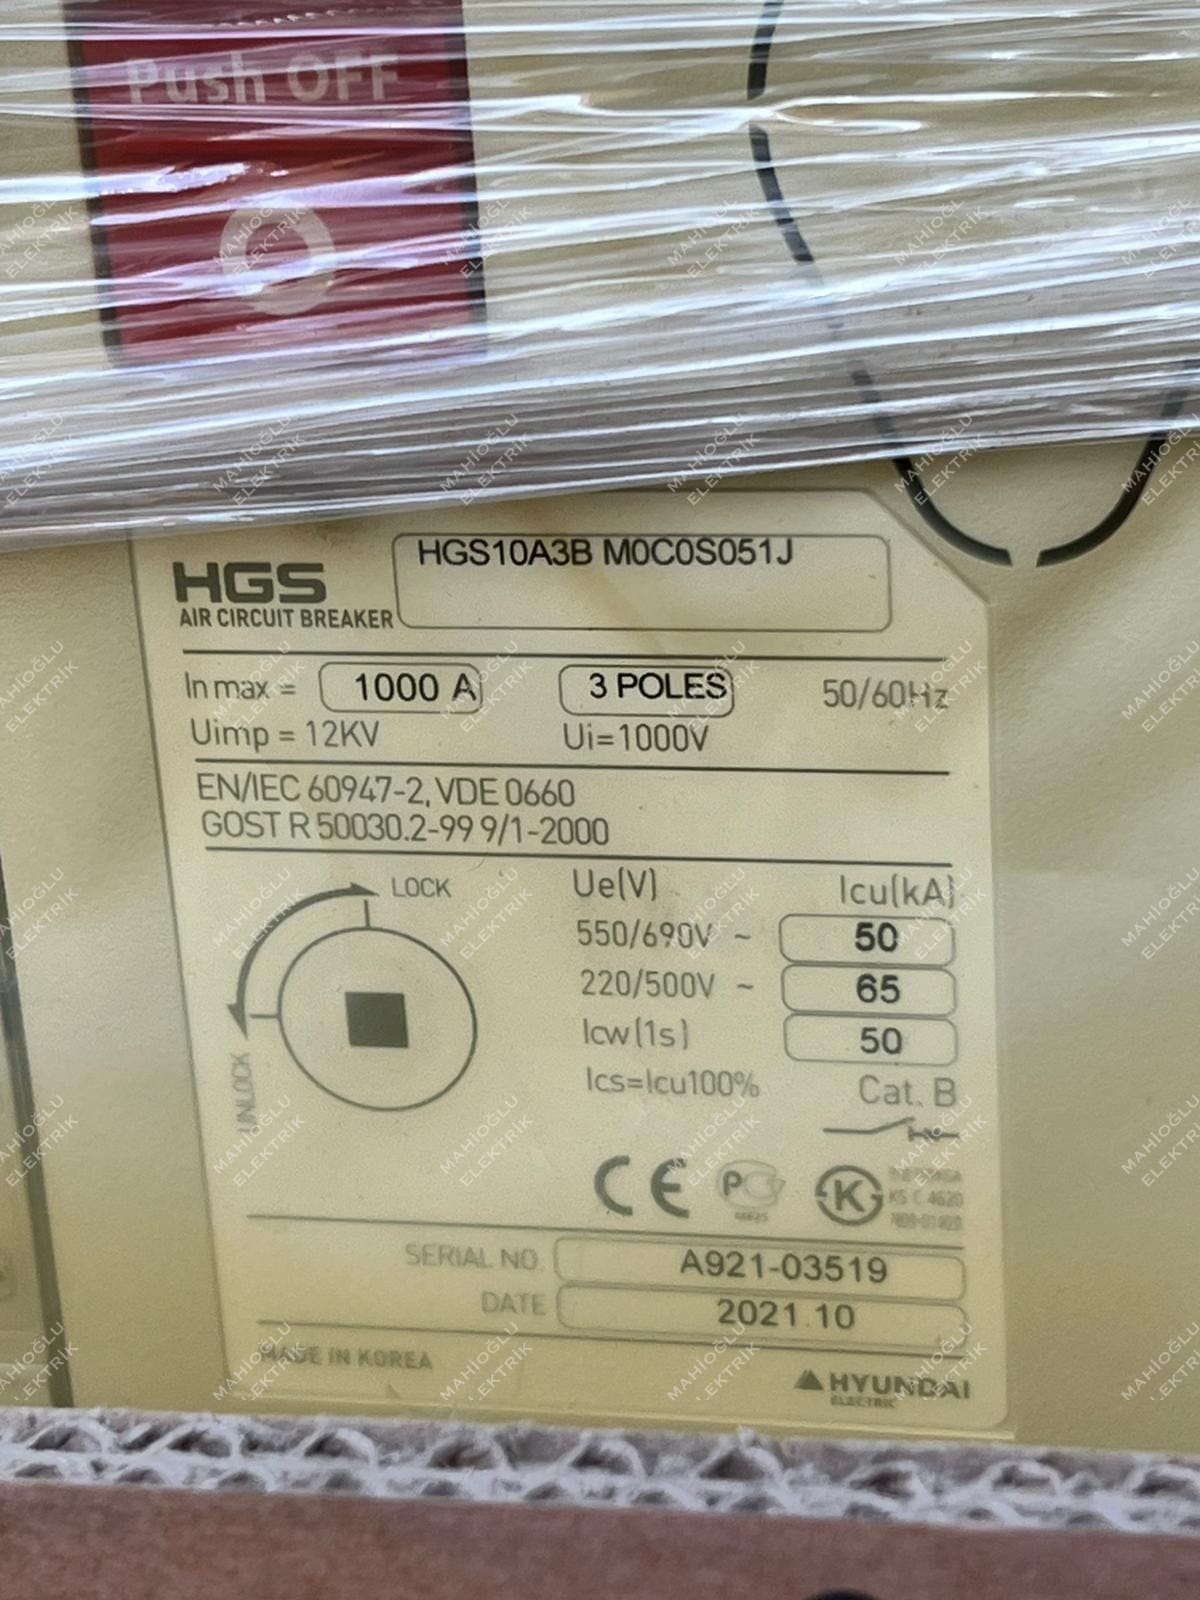 Push OFF
HGS
AIR CIRCUIT BREAKER
HGS10A3B M0C0S051J
In max = 1000 A 3 POLES 50/60Hz
Uimp = 12KV Ui=1000V
EN/IEC 60947-2, VDE 0660
GOST R 50030.2-99 9/1-2000
LOCK
UNLOCK
Ue(V) Icu(kA)
550/690V ~ 50
220/500V ~ 65
Icw(1s) 50
Ics=Icu100% Cat. B
CE
K
KS C 4620
SERIAL NO. A921-03519
DATE 2021.10
MADE IN KOREA
HYUNDAI
ELECTRIC
MAHİOĞLU
ELEKTRİK